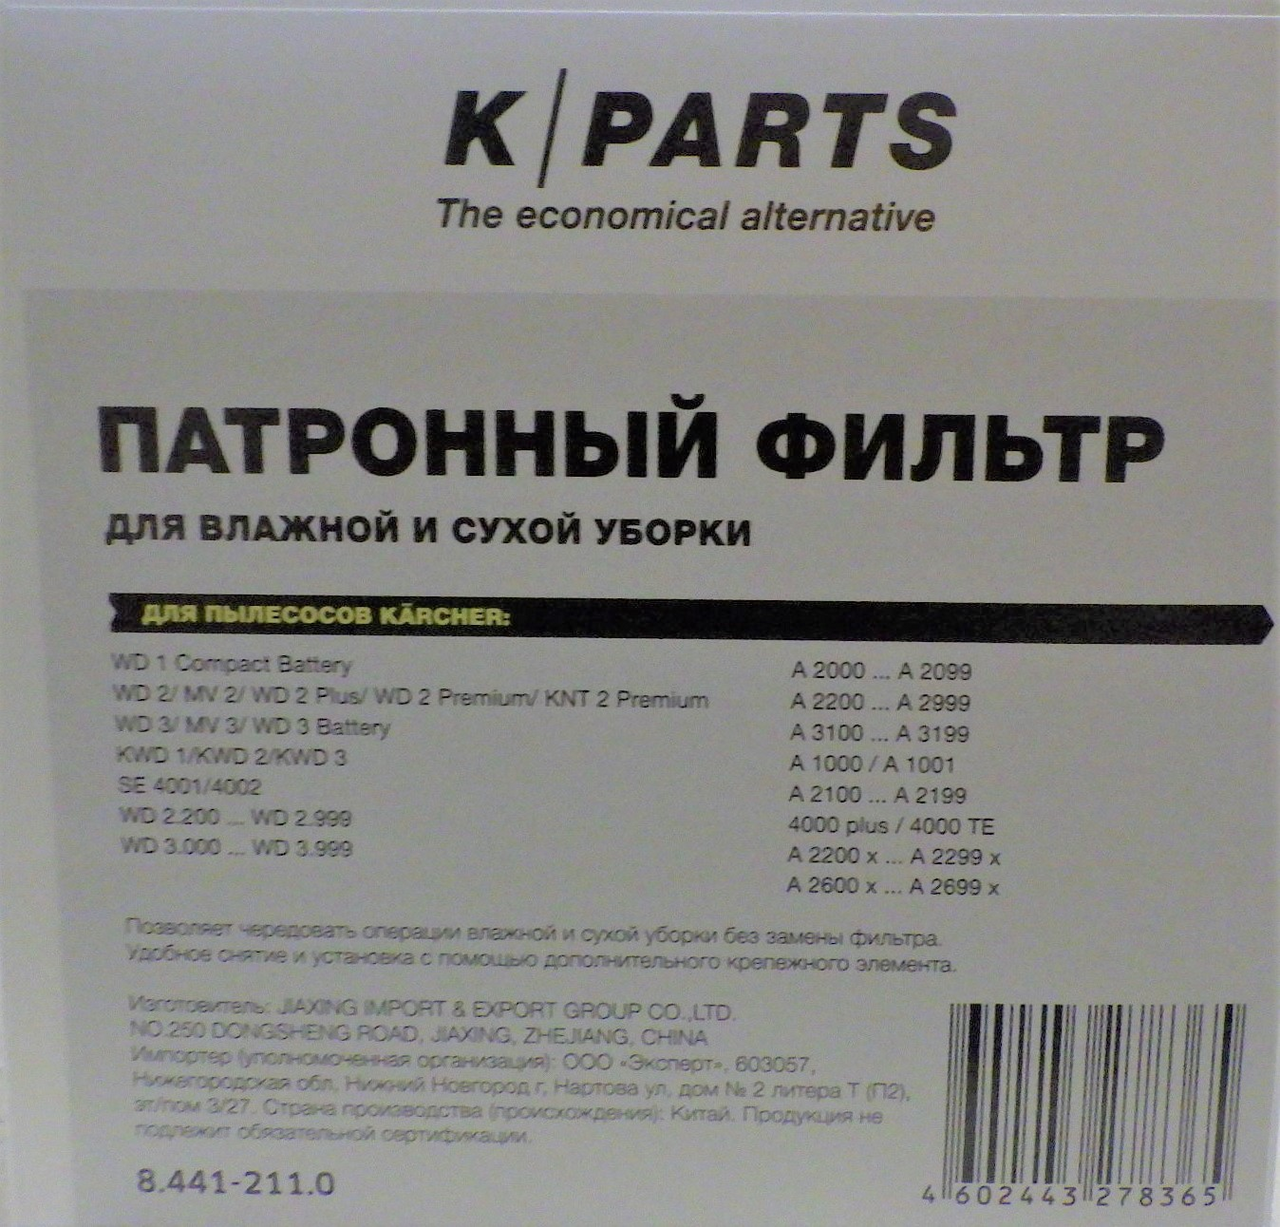 K/PARTS
The economical alternative
ПАТРОННЫЙ ФИЛЬТР
ДЛЯ ВЛАЖНОЙ И СУХОЙ УБОРКИ
ДЛЯ ПЫЛЕСОСОВ KÄRCHER:
WD 1 Compact Battery
WD 2/ MV 2/ WD 2 Plus/ WD 2 Premium/ KNT 2 Premium
WD 3/ MV 3/ WD 3 Battery
KWD 1/KWD 2/KWD 3
SE 4001/4002
WD 2.200 ... WD 2.999
WD 3.000 ... WD 3.999
A 2000 ... A 2099
A 2200 ... A 2999
A 3100 ... A 3199
A 1000 / A 1001
A 2100 ... A 2199
4000 plus / 4000 TE
A 2200 x ... A 2299 x
A 2600 x ... A 2699 x
Позволяет чередовать операции влажной и сухой уборки без замены фильтра.
Удобное снятие и установка с помощью дополнительного крепежного элемента.
Изготовитель: JIAXING IMPORT & EXPORT GROUP CO.,LTD.
NO.250 DONGSHENG ROAD, JIAXING, ZHEJIANG, CHINA
Импортер (уполномоченная организация): ООО «Эксперт», 603057,
Нижегородская обл, Нижний Новгород г, Нартова ул, дом № 2 литера Т (П2),
эт/пом 3/27. Страна производства (происхождения): Китай. Продукция не
подлежит обязательной сертификации.
8.441-211.0
4 602443 278365